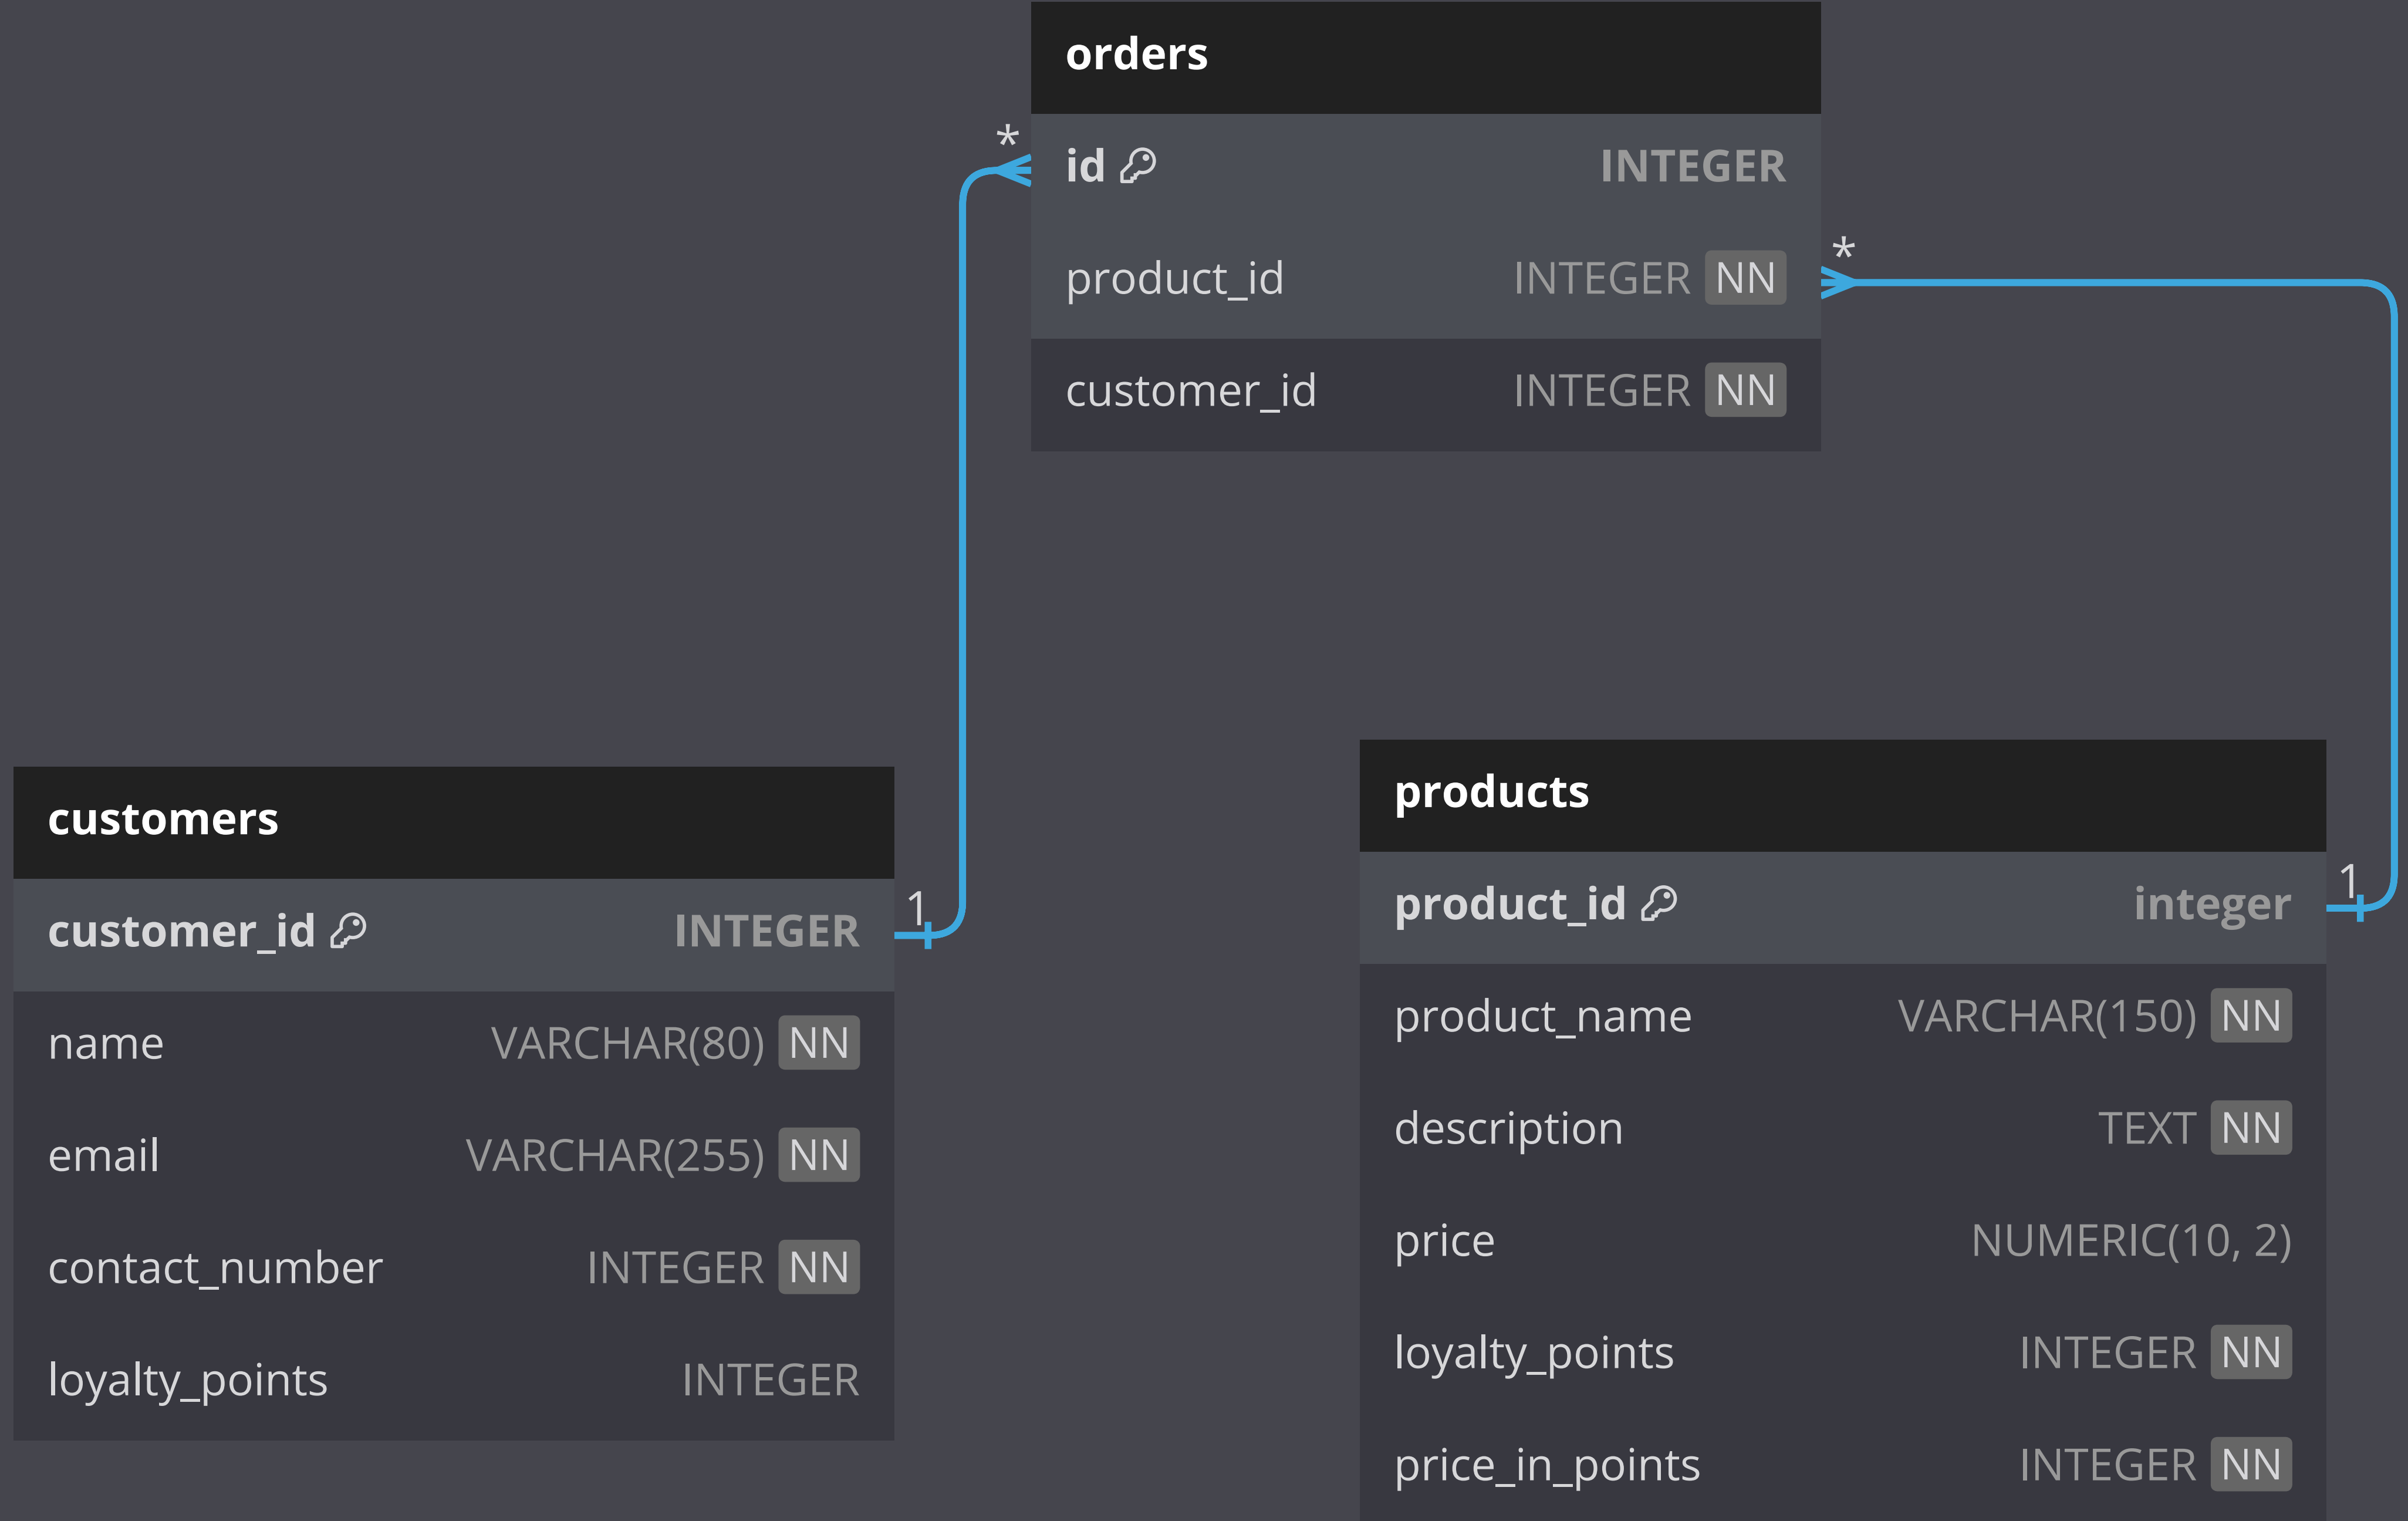 orders
id INTEGER
product_id INTEGER NN
customer_id INTEGER NN
*
*
customers
customer_id INTEGER
name VARCHAR(80) NN
email VARCHAR(255) NN
contact_number INTEGER NN
loyalty_points INTEGER
1
products
product_id integer
product_name VARCHAR(150) NN
description TEXT NN
price NUMERIC(10, 2)
loyalty_points INTEGER NN
price_in_points INTEGER NN
1